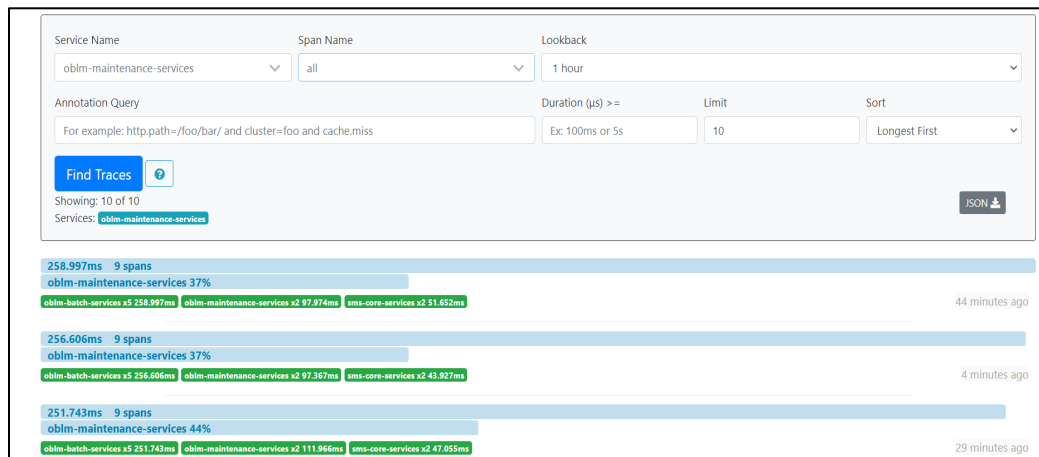 Service Name Span Name Lookback
oblm-maintenance-services all 1 hour
Annotation Query Duration (μs) >= Limit Sort
For example: http.path=/foo/bar/ and cluster=foo and cache.miss Ex: 100ms or 5s 10 Longest First
Find Traces ?
Showing: 10 of 10
Services: oblm-maintenance-services JSON
258.997ms 9 spans
oblm-maintenance-services 37%
oblm-batch-services x5 258.997ms oblm-maintenance-services x2 97.974ms sms-core-services x2 51.652ms 44 minutes ago
256.606ms 9 spans
oblm-maintenance-services 37%
oblm-batch-services x5 256.606ms oblm-maintenance-services x2 97.367ms sms-core-services x2 43.927ms 4 minutes ago
251.743ms 9 spans
oblm-maintenance-services 44%
oblm-batch-services x5 251.743ms oblm-maintenance-services x2 111.966ms sms-core-services x2 47.055ms 29 minutes ago